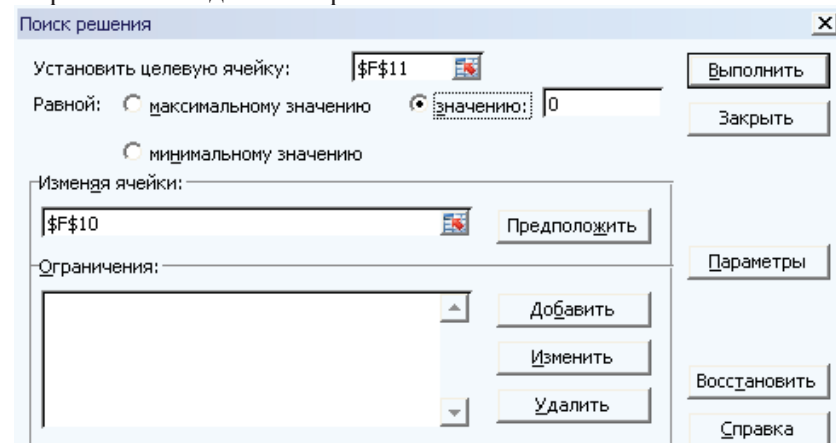 Поиск решения
Установить целевую ячейку: $F$11
Выполнить
Равной: максимальному значению значению: 0
Закрыть
минимальному значению
Изменяя ячейки:
$F$10
Предположить
Ограничения:
Параметры
Добавить
Изменить
Восстановить
Удалить
Справка